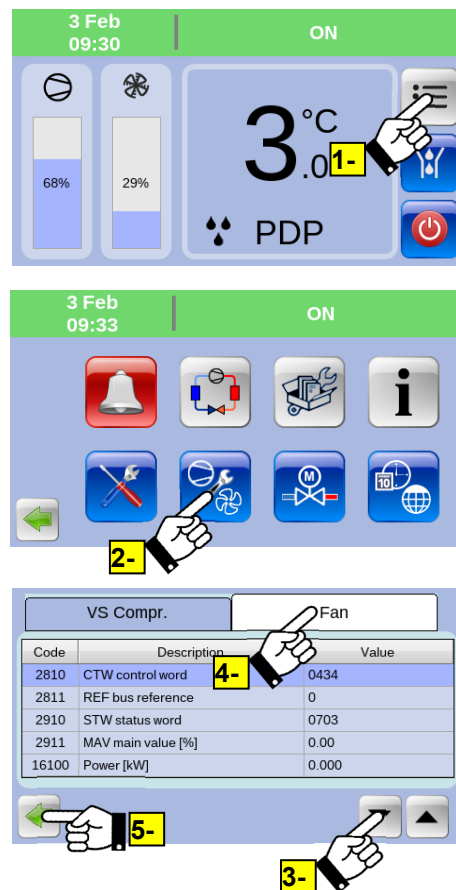 3 Feb
09:30
ON
68%
29%
3.0 °C
1-
PDP
3 Feb
09:33
ON
10
M
i
2-
VS Compr.
Fan
Code Description Value
2810 CTW control word 0434
4-
2811 REF bus reference 0
2910 STW status word 0703
2911 MAV main value [%] 0.00
16100 Power [kW] 0.000
5-
3-